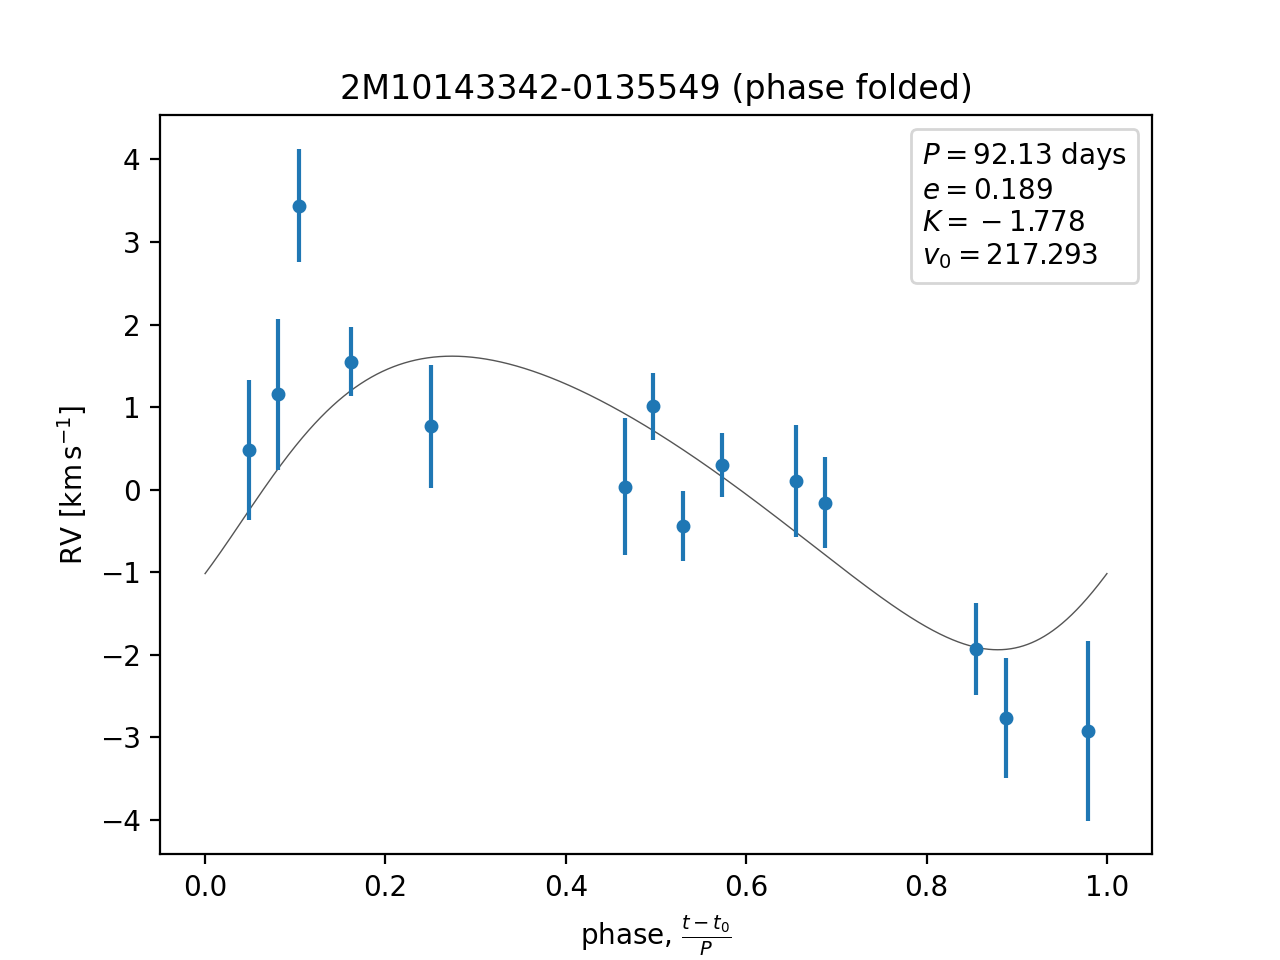 2M10143342-0135549 (phase folded)
P = 92.13 days
e = 0.189
K = −1.778
v₀ = 217.293
RV [km s⁻¹]
4
3
2
1
0
−1
−2
−3
−4
0.0 0.2 0.4 0.6 0.8 1.0
phase, (t − t₀)/P